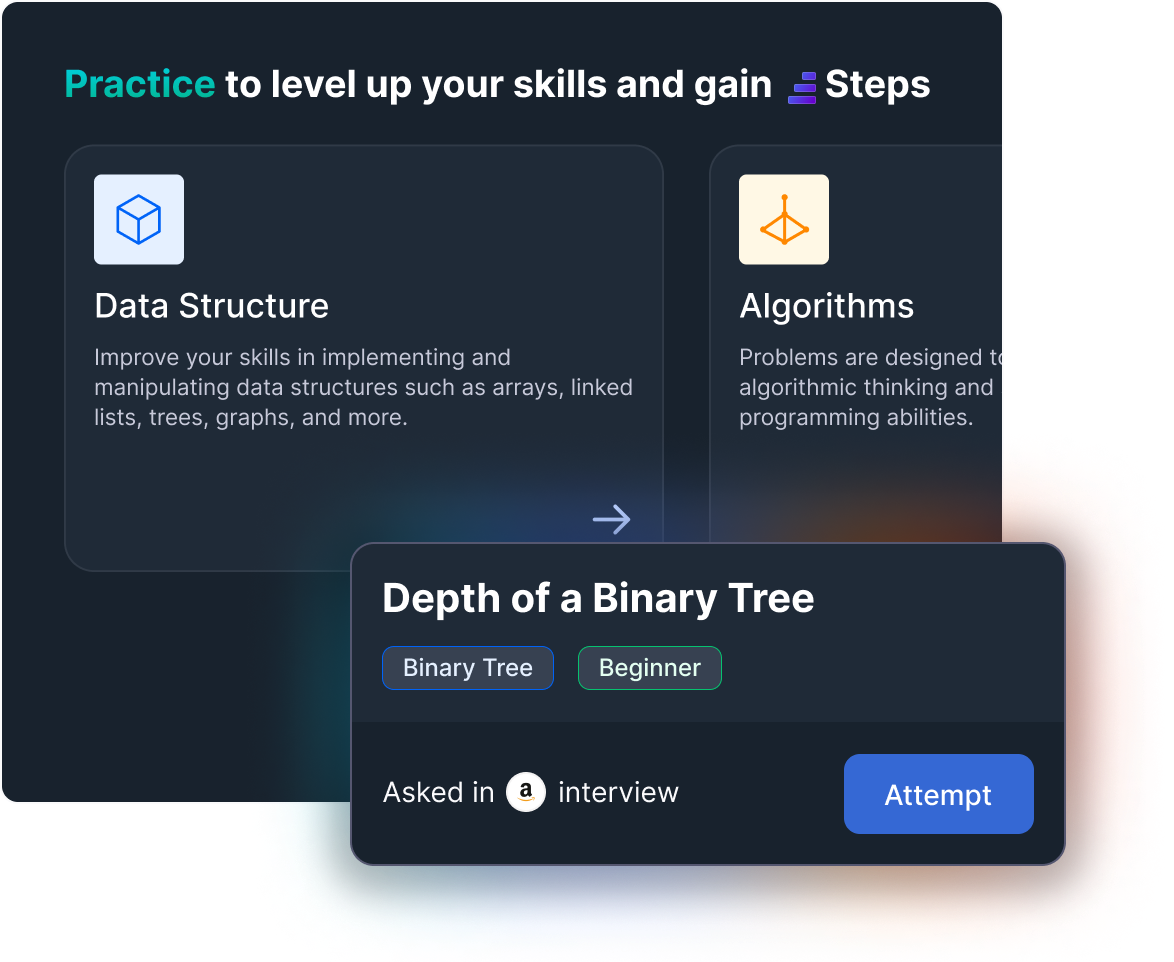 Practice to level up your skills and gain Steps
Data Structure
Improve your skills in implementing and
manipulating data structures such as arrays, linked
lists, trees, graphs, and more.
Algorithms
Problems are designed to
algorithmic thinking and
programming abilities.
Depth of a Binary Tree
Binary Tree
Beginner
Asked in a interview
Attempt